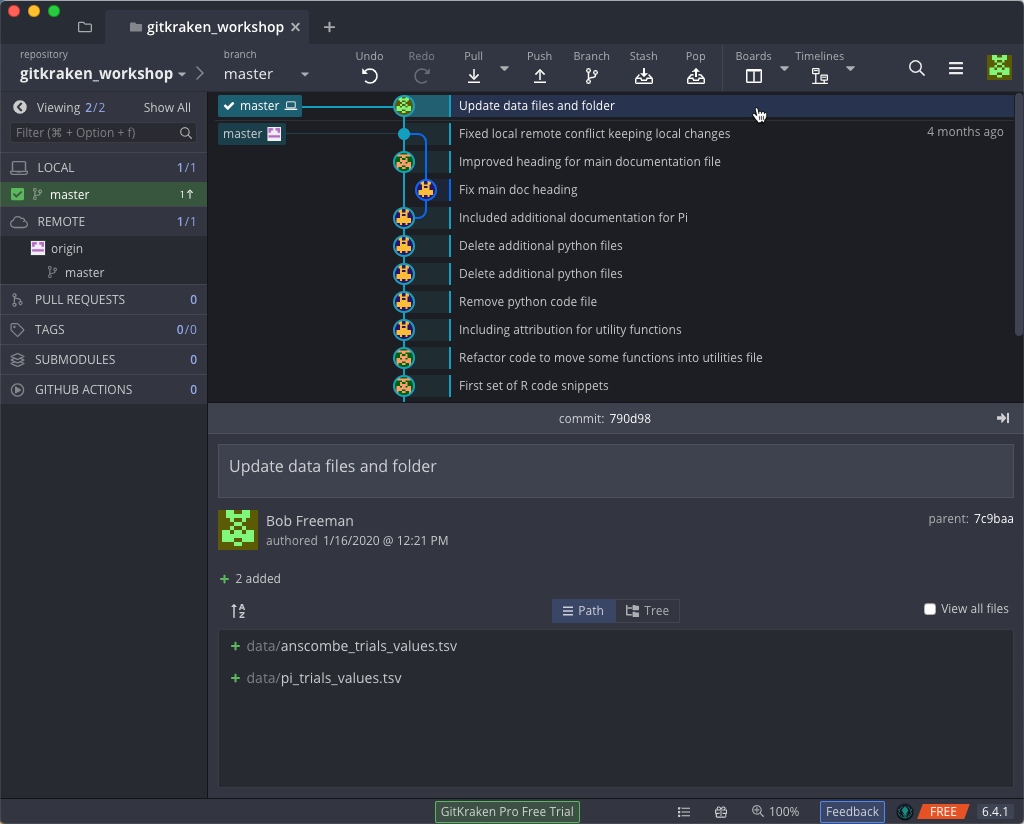 gitkraken_workshop
repository
gitkraken_workshop
branch
master
Undo
Redo
Pull
Push
Branch
Stash
Pop
Boards
Timelines
Viewing 2/2
Show All
Filter (⌘ + Option + f)
LOCAL 1/1
master 1↑
REMOTE 1/1
origin
master
PULL REQUESTS 0
TAGS 0/0
SUBMODULES 0
GITHUB ACTIONS 0
master Update data files and folder
master Fixed local remote conflict keeping local changes 4 months ago
Improved heading for main documentation file
Fix main doc heading
Included additional documentation for Pi
Delete additional python files
Delete additional python files
Remove python code file
Including attribution for utility functions
Refactor code to move some functions into utilities file
First set of R code snippets
commit: 790d98
Update data files and folder
Bob Freeman
authored 1/16/2020 @ 12:21 PM
parent: 7c9baa
+ 2 added
A
Z
Path
Tree
View all files
+ data/anscombe_trials_values.tsv
+ data/pi_trials_values.tsv
GitKraken Pro Free Trial
100%
Feedback
FREE
6.4.1